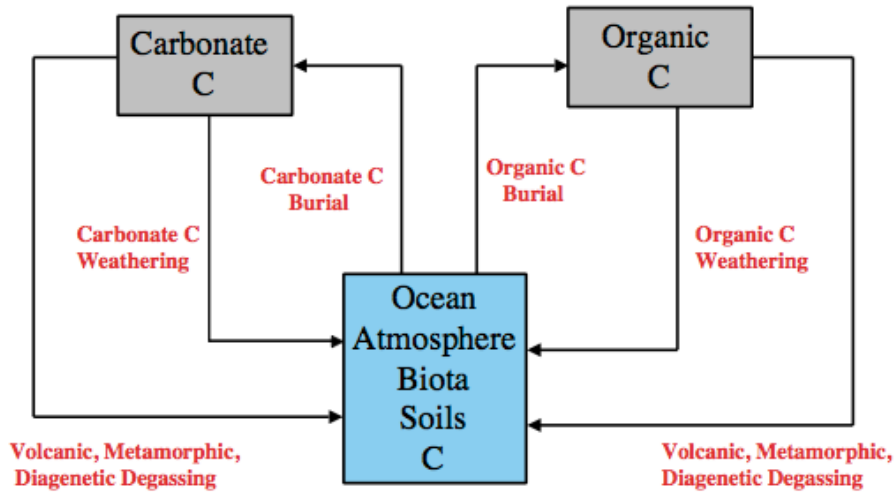 Carbonate
C
Organic
C
Carbonate C
Burial
Organic C
Burial
Carbonate C
Weathering
Organic C
Weathering
Ocean
Atmosphere
Biota
Soils
C
Volcanic, Metamorphic,
Diagenetic Degassing
Volcanic, Metamorphic,
Diagenetic Degassing